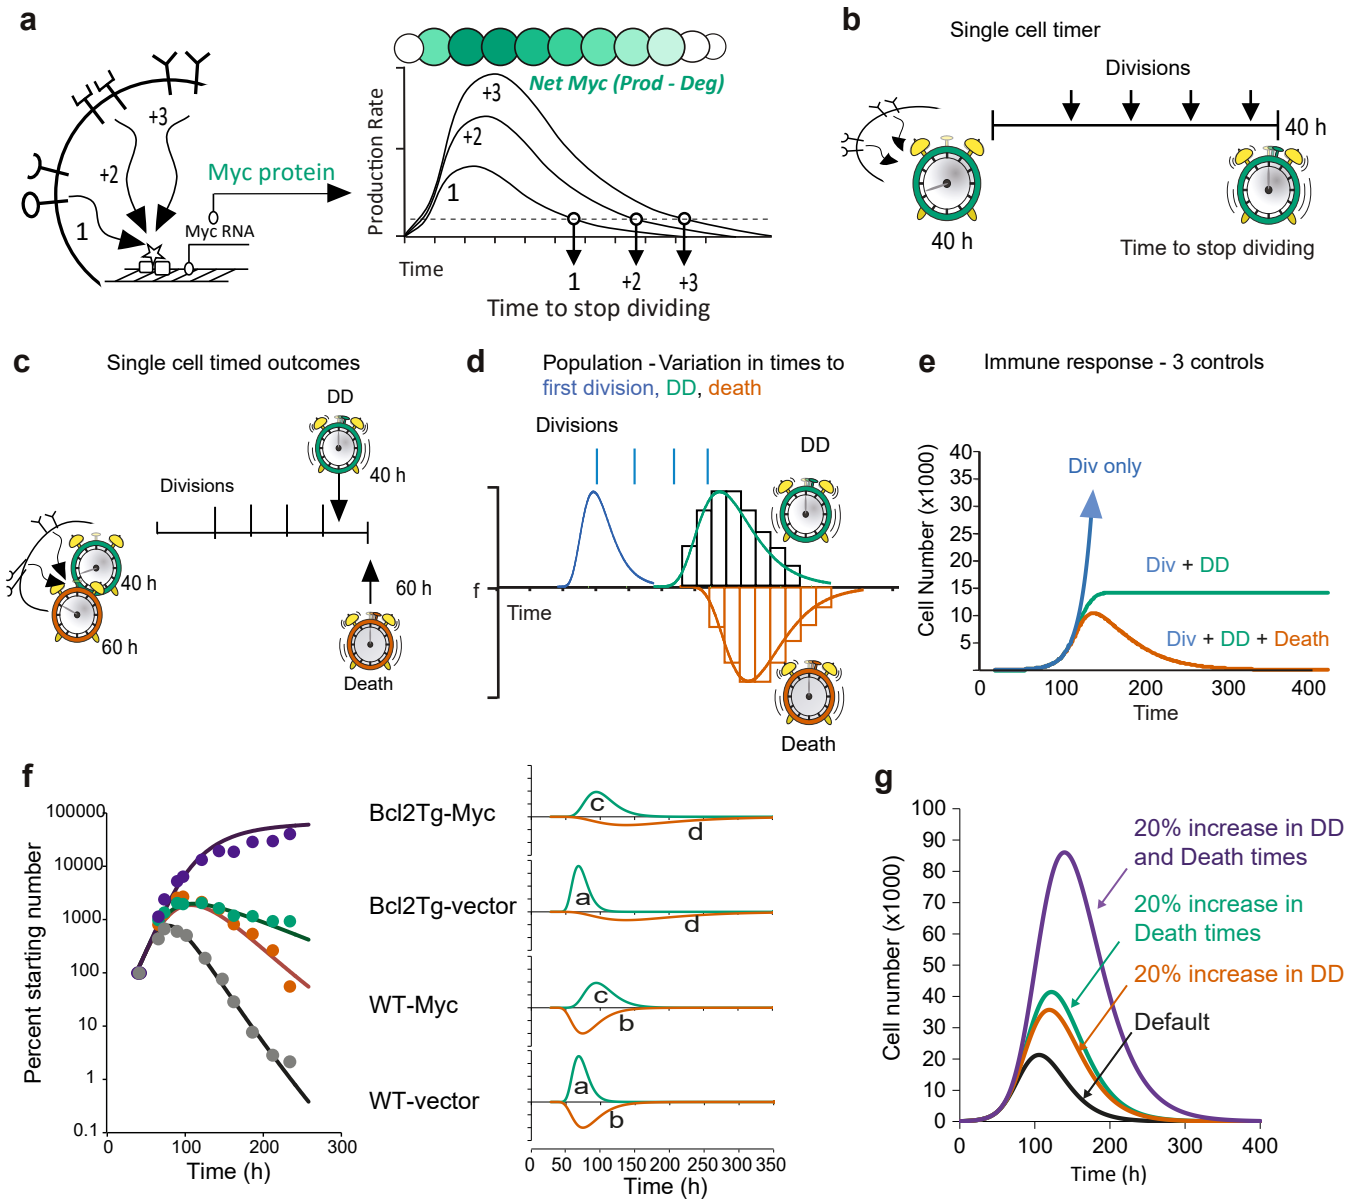 a
+3
+2
1
Myc protein
Myc RNA
Net Myc (Prod - Deg)
Production Rate
+3
+2
1
Time
1
+2
+3
Time to stop dividing
b
Single cell timer
Divisions
40 h
40 h
Time to stop dividing
c
Single cell timed outcomes
DD
40 h
Divisions
40 h
60 h
60 h
Death
d
Population - Variation in times to
first division, DD, death
Divisions
DD
f
Time
Death
e
Immune response - 3 controls
Cell Number (x1000)
40
35
30
25
20
15
10
5
Div only
Div + DD
Div + DD + Death
0
100
200
300
400
Time
f
Percent starting number
100000
10000
1000
100
10
1
0.1
0
100
200
300
Time (h)
Bcl2Tg-Myc
c
d
Bcl2Tg-vector
a
d
WT-Myc
c
b
WT-vector
a
b
0
50
100
150
200
250
300
350
Time (h)
g
Cell number (x1000)
100
90
80
70
60
50
40
30
20
10
0
20% increase in DD
and Death times
20% increase in
Death times
20% increase in DD
Default
0
100
200
300
400
Time (h)